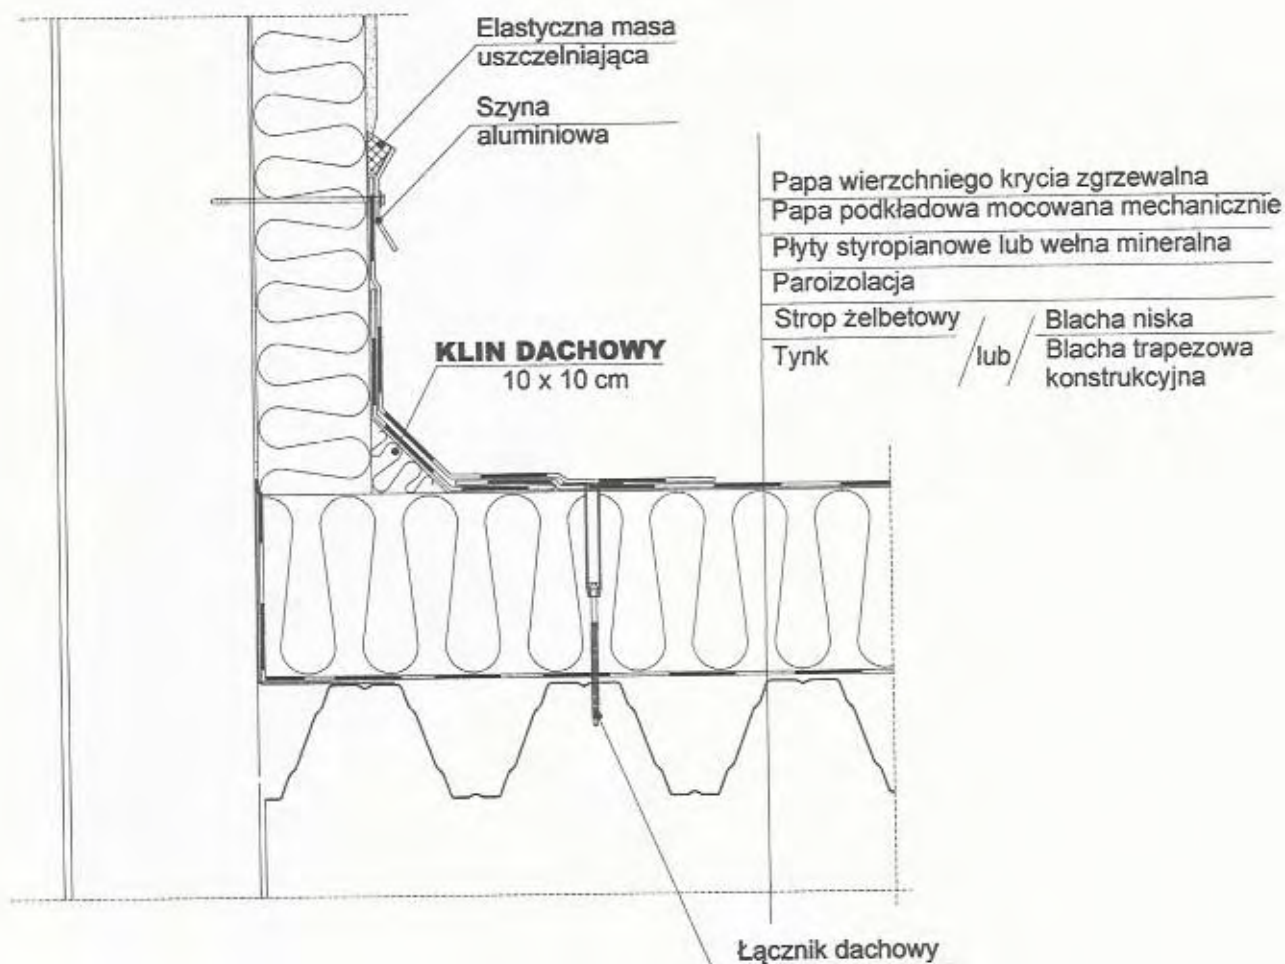 Elastyczna masa
uszczelniająca
Szyna
aluminiowa
Papa wierzchniego krycia zgrzewalna
Papa podkładowa mocowana mechanicznie
Płyty styropianowe lub wełna mineralna
Paroizolacja
Strop żelbetowy / lub / Blacha niska
Tynk
Blacha trapezowa
konstrukcyjna
KLIN DACHOWY
10 x 10 cm
Łącznik dachowy